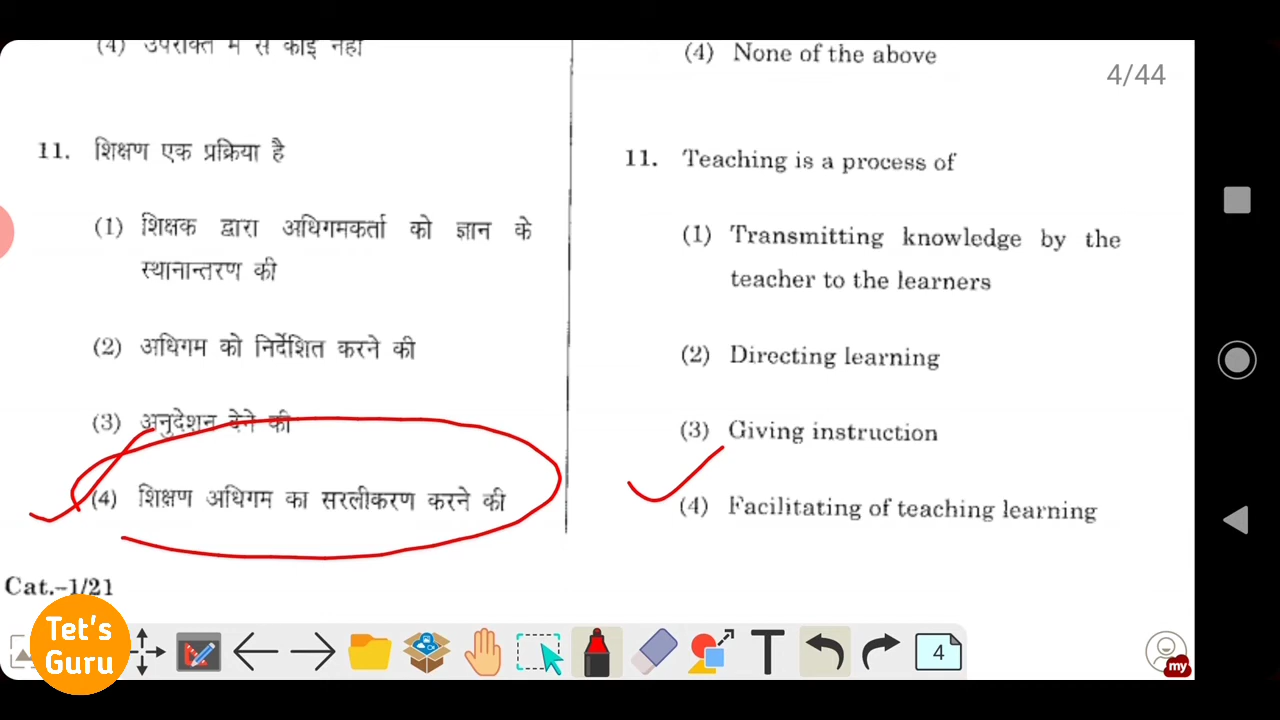 (4) उपरोक्त में से कोई नहीं
11. शिक्षण एक प्रक्रिया है
(1) शिक्षक द्वारा अधिगमकर्ता को ज्ञान के
स्थानान्तरण की
(2) अधिगम को निर्देशित करने की
(3) अनुदेशन देने की
(4) शिक्षण अधिगम का सरलीकरण करने की
Cat.-1/21
(4) None of the above
4/44
11. Teaching is a process of
(1) Transmitting knowledge by the
teacher to the learners
(2) Directing learning
(3) Giving instruction
(4) Facilitating of teaching learning
Tet's
Guru
T
4
my